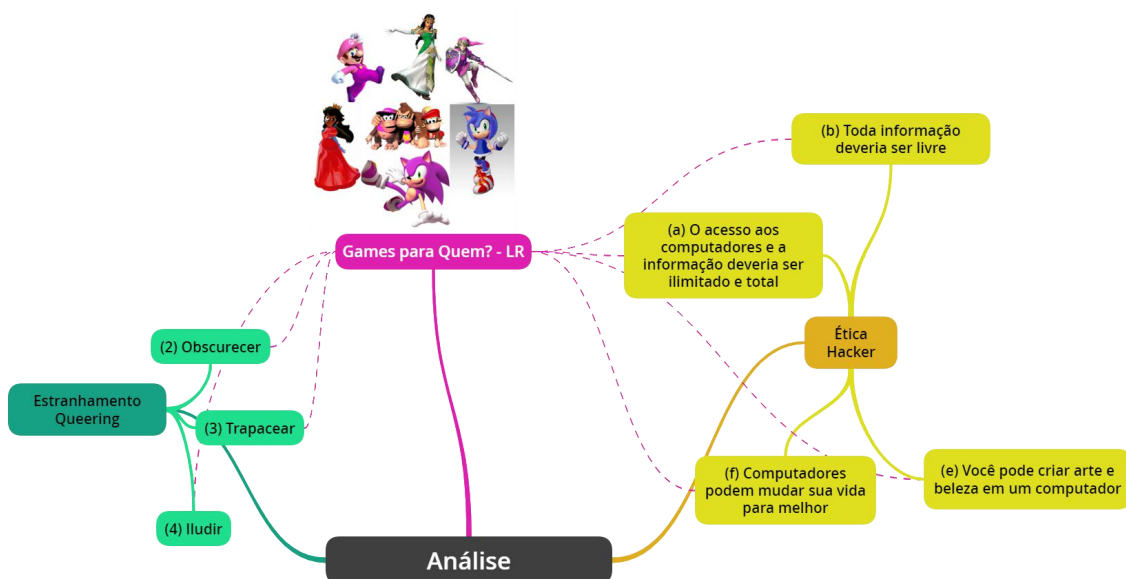 (b) Toda informação
deveria ser livre
(a) O acesso aos
computadores e a
informação deveria ser
ilimitado e total
Games para Quem? - LR
Ética
Hacker
(2) Obscurecer
Estranhamento
Queering
(3) Trapacear
(f) Computadores
podem mudar sua vida
para melhor
(e) Você pode criar arte e
beleza em um computador
(4) Iludir
Análise